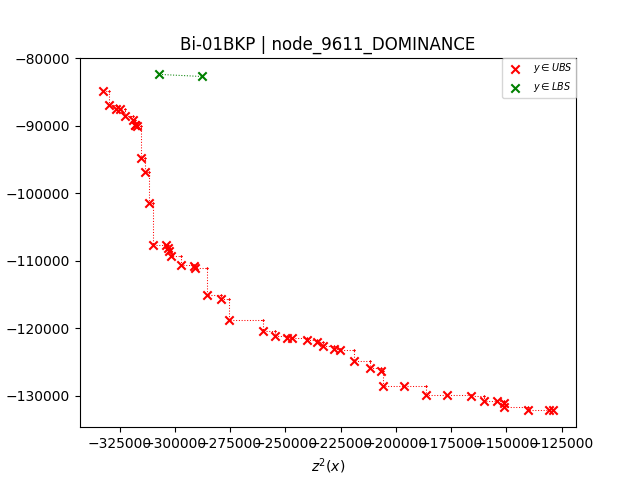 Bi-01BKP | node_9611_DOMINANCE
y ∈ UBS
y ∈ LBS
−80000
−90000
−100000
−110000
−120000
−130000
−325000 −300000 −275000 −250000 −225000 −200000 −175000 −150000 −125000
z²(x)